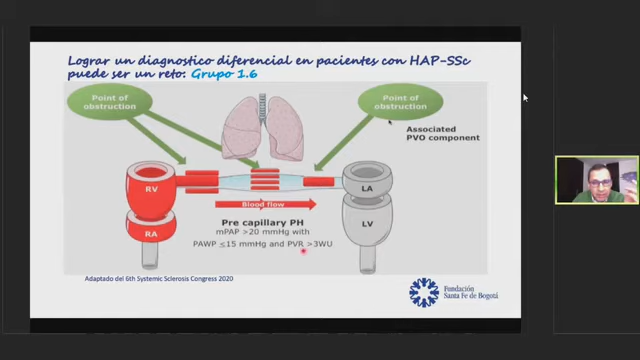 Lograr un diagnostico diferencial en pacientes con HAP-SSc
puede ser un reto: Grupo 1.6
Point of
obstruction
Point of
obstruction
Associated
PVO component
RV
LA
Blood flow
RA
LV
Pre capillary PH
mPAP >20 mmHg with
PAWP ≤15 mmHg and PVR >3WU
Adaptado del 6th Systemic Sclerosis Congress 2020
Fundación
Santa Fe de Bogotá